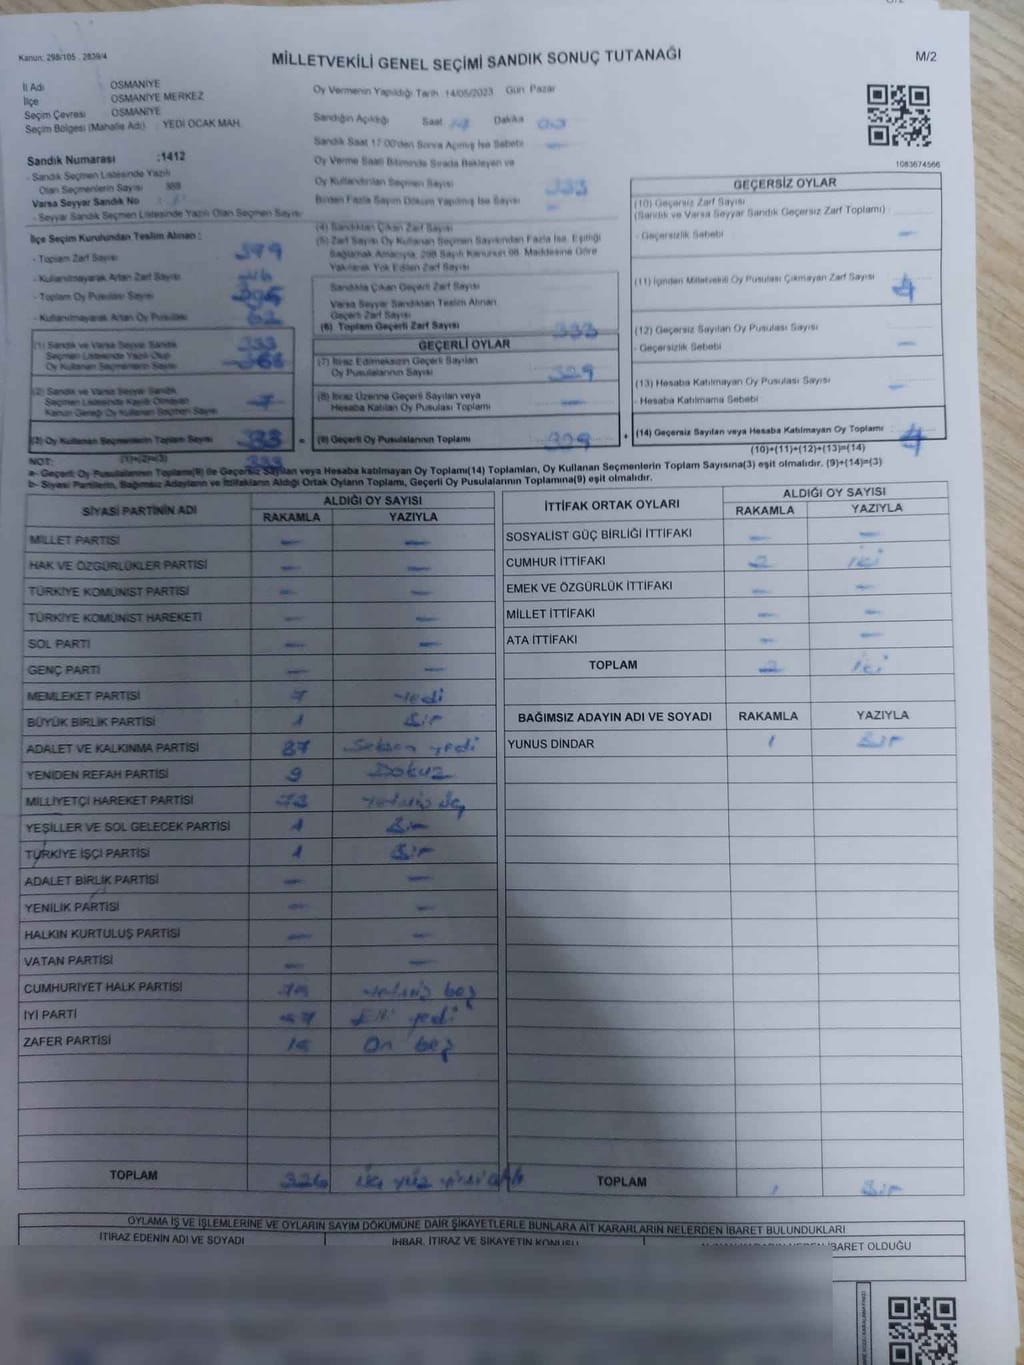 Kanun: 298/105 . 2839/4
MİLLETVEKİLİ GENEL SEÇİMİ SANDIK SONUÇ TUTANAĞI
M/2
İl Adı OSMANİYE
İlçe OSMANİYE MERKEZ
Seçim Çevresi OSMANİYE
Seçim Bölgesi (Mahalle Adı) YEDİ OCAK MAH.
Sandık Numarası :1412
- Sandık Seçmen Listesinde Yazılı
Olan Seçmenlerin Sayısı
Varsa Seyyar Sandık No :
- Seyyar Sandık Seçmen Listesinde Yazılı Olan Seçmen Sayısı
Oy Vermenin Yapıldığı Tarih : 14/05/2023 Gün: Pazar
Sandığın Açıldığı Saat Dakika
Sandık Saat 17.00'den Sonra Açılmış İse Sebebi
Oy Verme Saati Bitiminde Sırada Bekleyen ve
Oy Kullandırılan Seçmen Sayısı 333
Birden Fazla Sayım Döküm Yapılmış İse Sayısı
1083674566
İlçe Seçim Kurulundan Teslim Alınan :
- Toplam Zarf Sayısı
- Kullanılmayarak Artan Zarf Sayısı
- Toplam Oy Pusulası Sayısı
- Kullanılmayarak Artan Oy Pusulası 62
(1) Sandık ve Varsa Seyyar Sandık
Seçmen Listesinde Yazılı Olup
Oy Kullanan Seçmenlerin Sayısı 333
(2) Sandık ve Varsa Seyyar Sandık
Seçmen Listesinde Kayıtlı Olmayan
Kanun Gereği Oy Kullanan Seçmen Sayısı
(3) Oy Kullanan Seçmenlerin Toplam Sayısı 333 =
(1)+(2)=(3) 333
(4) Sandıktan Çıkan Zarf Sayısı
(5) Zarf Sayısı Oy Kullanan Seçmen Sayısından Fazla İse, Eşitliği
Sağlamak Amacıyla, 298 Sayılı Kanunun 98. Maddesine Göre
Yakılarak Yok Edilen Zarf Sayısı
Sandıkta Çıkan Geçerli Zarf Sayısı
Varsa Seyyar Sandıktan Teslim Alınan
Geçerli Zarf Sayısı
(6) Toplam Geçerli Zarf Sayısı 333
GEÇERLİ OYLAR
(7) İtiraz Edilmeksizin Geçerli Sayılan
Oy Pusulalarının Sayısı 329
(8) İtiraz Üzerine Geçerli Sayılan veya
Hesaba Katılan Oy Pusulası Toplamı
(9) Geçerli Oy Pusulalarının Toplamı 329 +
GEÇERSİZ OYLAR
(10) Geçersiz Zarf Sayısı
(Sandık ve Varsa Seyyar Sandık Geçersiz Zarf Toplamı) :
- Geçersizlik Sebebi -
(11) İçinden Milletvekili Oy Pusulası Çıkmayan Zarf Sayısı 4
(12) Geçersiz Sayılan Oy Pusulası Sayısı
- Geçersizlik Sebebi -
(13) Hesaba Katılmayan Oy Pusulası Sayısı -
- Hesaba Katılmama Sebebi
(14) Geçersiz Sayılan veya Hesaba Katılmayan Oy Toplamı 4
(10)+(11)+(12)+(13)=(14)
NOT:
a- Geçerli Oy Pusulalarının Toplamı(9) ile Geçersiz Sayılan veya Hesaba katılmayan Oy Toplamı(14) Toplamları, Oy Kullanan Seçmenlerin Toplam Sayısına(3) eşit olmalıdır. (9)+(14)=(3)
b- Siyasi Partilerin, Bağımsız Adayların ve İttifakların Aldığı Ortak Oyların Toplamı, Geçerli Oy Pusulalarının Toplamına(9) eşit olmalıdır.
SİYASİ PARTİNİN ADI ALDIĞI OY SAYISI
RAKAMLA YAZIYLA
MİLLET PARTİSİ - -
HAK VE ÖZGÜRLÜKLER PARTİSİ - -
TÜRKİYE KOMÜNİST PARTİSİ - -
TÜRKİYE KOMÜNİST HAREKETİ - -
SOL PARTİ - -
GENÇ PARTİ - -
MEMLEKET PARTİSİ 7 Yedi
BÜYÜK BİRLİK PARTİSİ 1 Bir
ADALET VE KALKINMA PARTİSİ 87 Seksen yedi
YENİDEN REFAH PARTİSİ 9 Dokuz
MİLLİYETÇİ HAREKET PARTİSİ 73 Yetmiş üç
YEŞİLLER VE SOL GELECEK PARTİSİ 1 Bir
TÜRKİYE İŞÇİ PARTİSİ 1 Bir
ADALET BİRLİK PARTİSİ - -
YENİLİK PARTİSİ - -
HALKIN KURTULUŞ PARTİSİ - -
VATAN PARTİSİ - -
CUMHURİYET HALK PARTİSİ 75 Yetmiş beş
İYİ PARTİ 57 Elli yedi
ZAFER PARTİSİ 15 On beş
TOPLAM 326 Üç yüz yirmi altı
İTTİFAK ORTAK OYLARI ALDIĞI OY SAYISI
RAKAMLA YAZIYLA
SOSYALİST GÜÇ BİRLİĞİ İTTİFAKI - -
CUMHUR İTTİFAKI 2 İki
EMEK VE ÖZGÜRLÜK İTTİFAKI - -
MİLLET İTTİFAKI - -
ATA İTTİFAKI - -
TOPLAM 2 İki
BAĞIMSIZ ADAYIN ADI VE SOYADI RAKAMLA YAZIYLA
YUNUS DİNDAR 1 Bir
TOPLAM 1 Bir
OYLAMA İŞ VE İŞLEMLERİNE VE OYLARIN SAYIM DÖKÜMÜNE DAİR ŞİKAYETLERLE BUNLARA AİT KARARLARIN NELERDEN İBARET BULUNDUKLARI
İTİRAZ EDENİN ADI VE SOYADI İHBAR, İTİRAZ VE ŞİKAYETİN KONUSU İBARET OLDUĞU